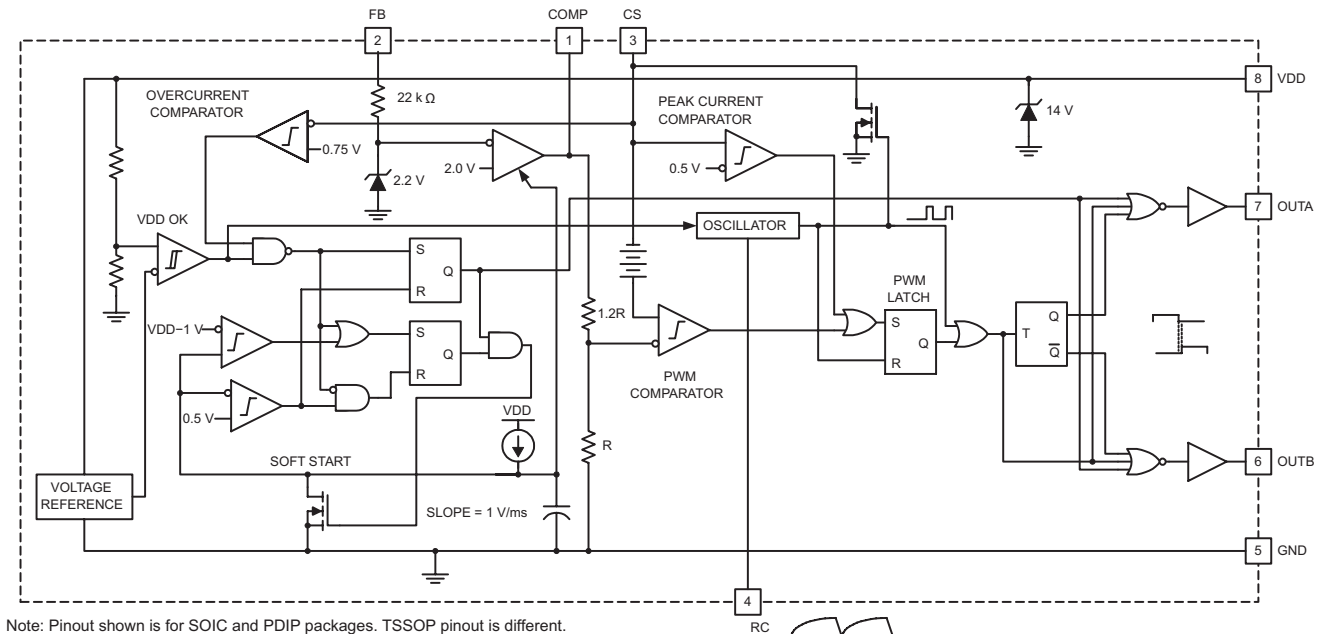 FB
COMP
CS
2
1
3
8
VDD
OVERCURRENT
COMPARATOR
22 k Ω
PEAK CURRENT
COMPARATOR
14 V
0.75 V
2.0 V
0.5 V
2.2 V
VDD OK
OSCILLATOR
7
OUTA
S
Q
R
PWM
LATCH
1.2R
VDD−1 V
S
Q
R
S
Q
R
T
Q
Q̅
PWM
COMPARATOR
0.5 V
VDD
R
SOFT START
6
OUTB
VOLTAGE
REFERENCE
SLOPE = 1 V/ms
5
GND
4
RC
Note: Pinout shown is for SOIC and PDIP packages. TSSOP pinout is different.